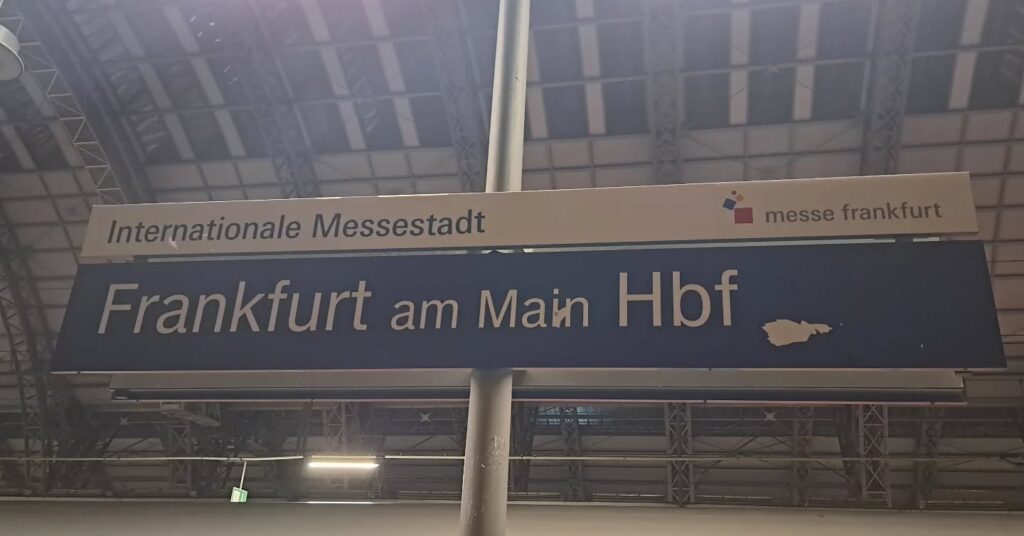 Internationale Messestadt
messe frankfurt
Frankfurt am Main Hbf